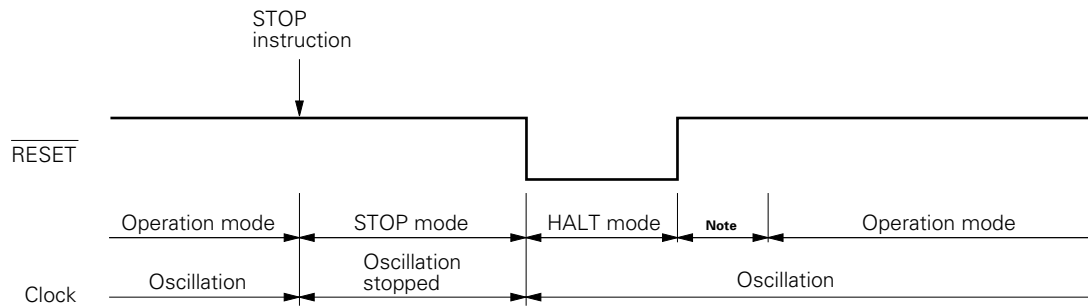 STOP
instruction
RESET
Operation mode
STOP mode
HALT mode
Note
Operation mode
Clock
Oscillation
Oscillation
stopped
Oscillation